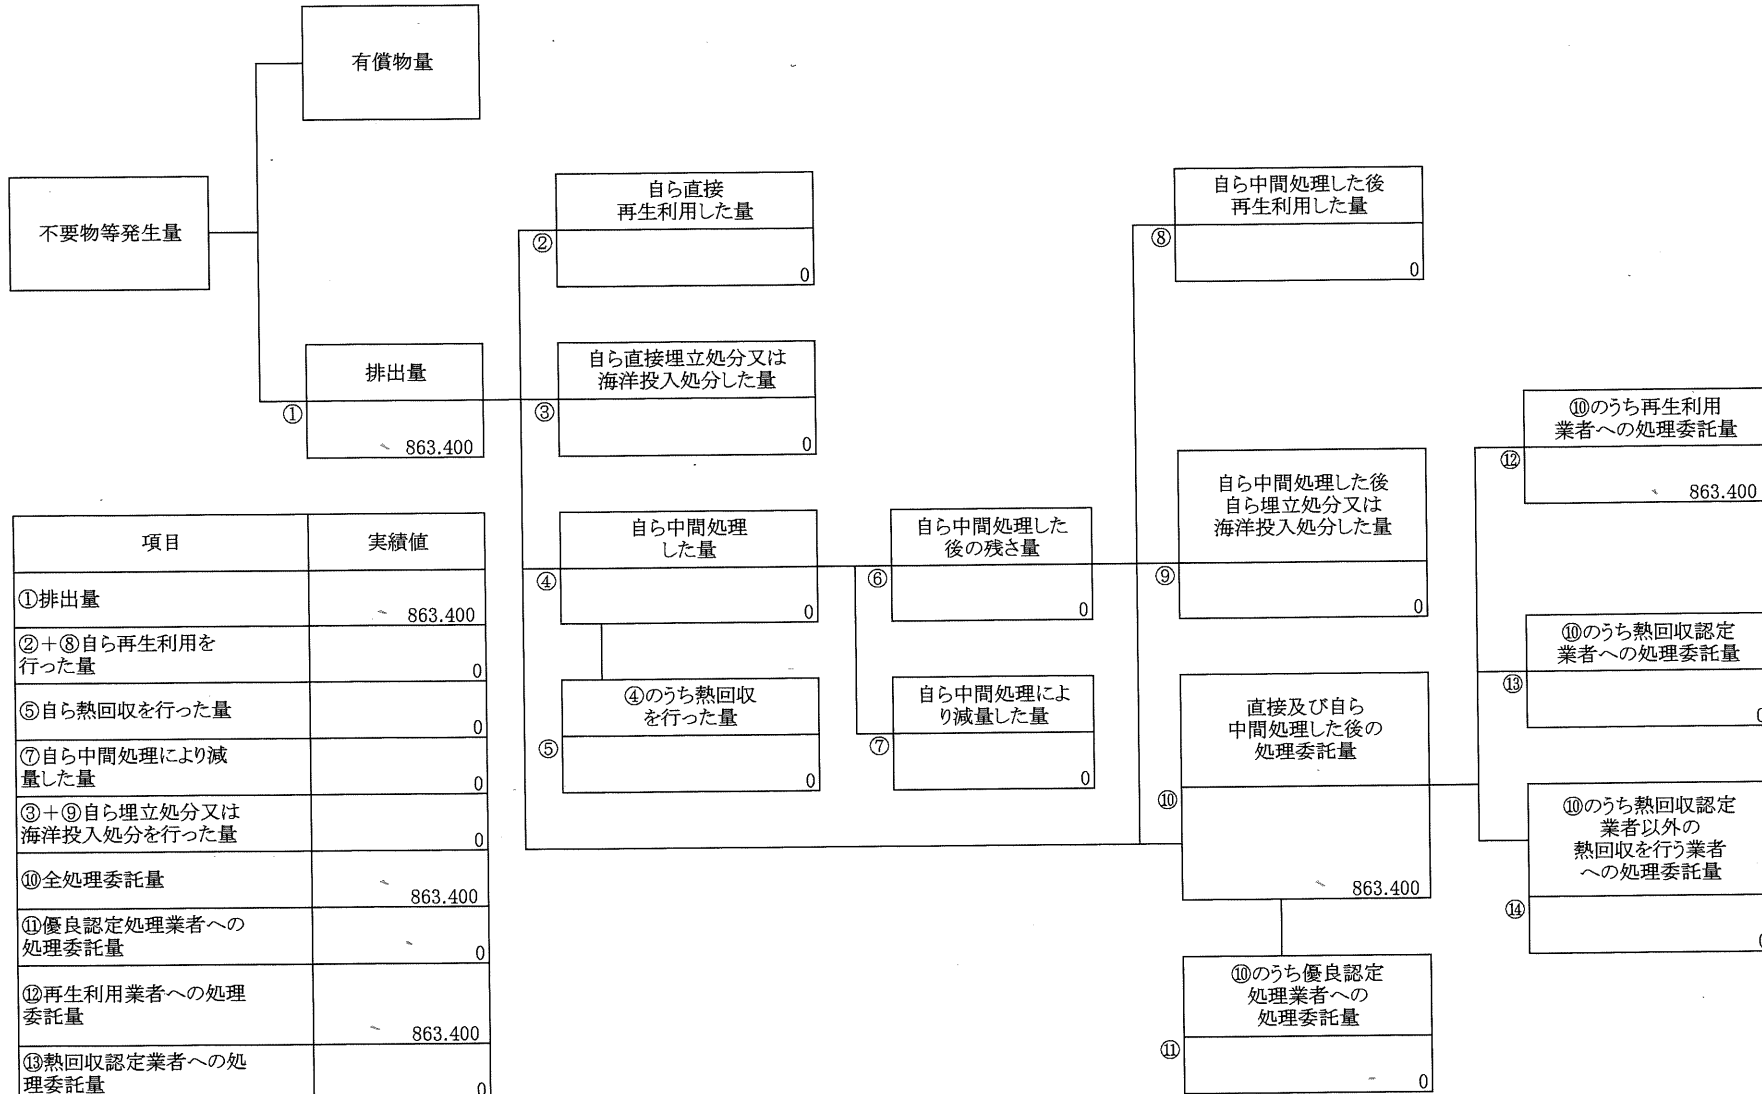 有償物量
不要物等発生量
排出量
①
863.400
自ら直接
再生利用した量
②
0
自ら直接埋立処分又は
海洋投入処分した量
③
0
自ら中間処理
した量
④
0
④のうち熱回収
を行った量
⑤
0
自ら中間処理した
後の残さ量
⑥
0
自ら中間処理によ
り減量した量
⑦
0
自ら中間処理した後
再生利用した量
⑧
0
自ら中間処理した後
自ら埋立処分又は
海洋投入処分した量
⑨
0
直接及び自ら
中間処理した後の
処理委託量
⑩
863.400
⑩のうち優良認定
処理業者への
処理委託量
⑪
0
⑩のうち再生利用
業者への処理委託量
⑫
863.400
⑩のうち熱回収認定
業者への処理委託量
⑬
0
⑩のうち熱回収認定
業者以外の
熱回収を行う業者
への処理委託量
⑭
0
項目 実績値
①排出量 863.400
②+⑧自ら再生利用を
行った量 0
⑤自ら熱回収を行った量 0
⑦自ら中間処理により減
量した量 0
③+⑨自ら埋立処分又は
海洋投入処分を行った量 0
⑩全処理委託量 863.400
⑪優良認定処理業者への
処理委託量 0
⑫再生利用業者への処理
委託量 863.400
⑬熱回収認定業者への処
理委託量 0